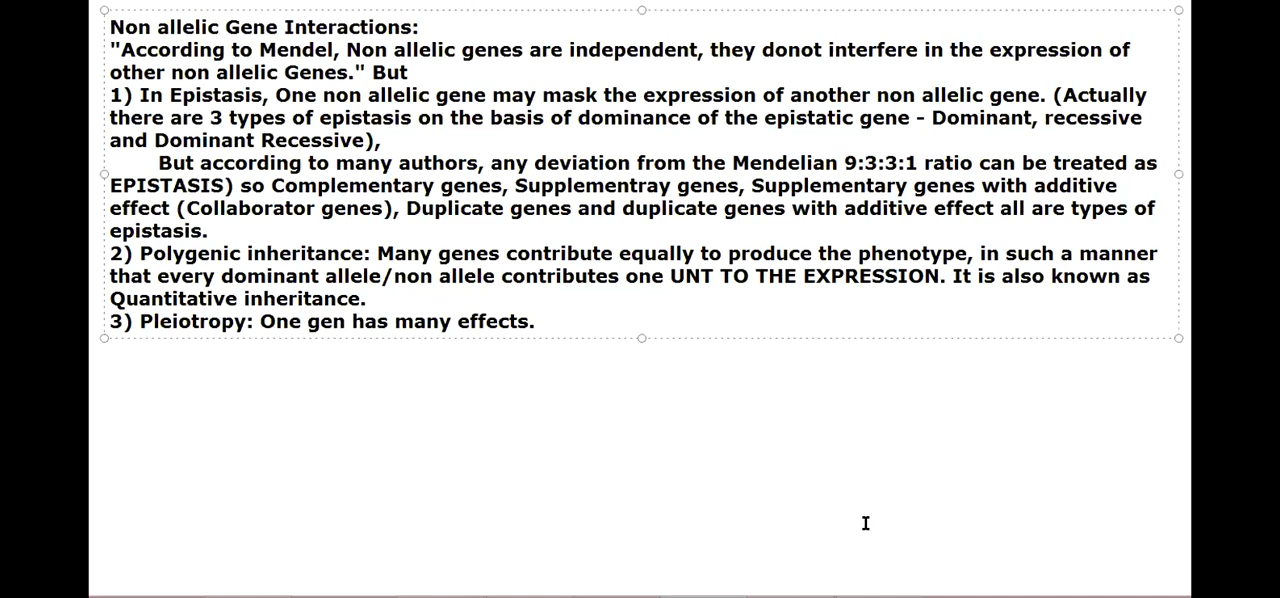 Non allelic Gene Interactions:
"According to Mendel, Non allelic genes are independent, they donot interfere in the expression of
other non allelic Genes." But
1) In Epistasis, One non allelic gene may mask the expression of another non allelic gene. (Actually
there are 3 types of epistasis on the basis of dominance of the epistatic gene - Dominant, recessive
and Dominant Recessive),
But according to many authors, any deviation from the Mendelian 9:3:3:1 ratio can be treated as
EPISTASIS) so Complementary genes, Supplementray genes, Supplementary genes with additive
effect (Collaborator genes), Duplicate genes and duplicate genes with additive effect all are types of
epistasis.
2) Polygenic inheritance: Many genes contribute equally to produce the phenotype, in such a manner
that every dominant allele/non allele contributes one UNT TO THE EXPRESSION. It is also known as
Quantitative inheritance.
3) Pleiotropy: One gen has many effects.